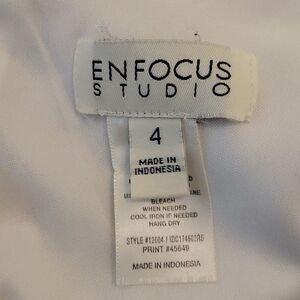 ENFOCUS
STUDIO
4
MADE IN
INDONESIA
BLEACH
WHEN NEEDED
COOL IRON IF NEEDED
HANG DRY
PRINT #45649
MADE IN INDONESIA